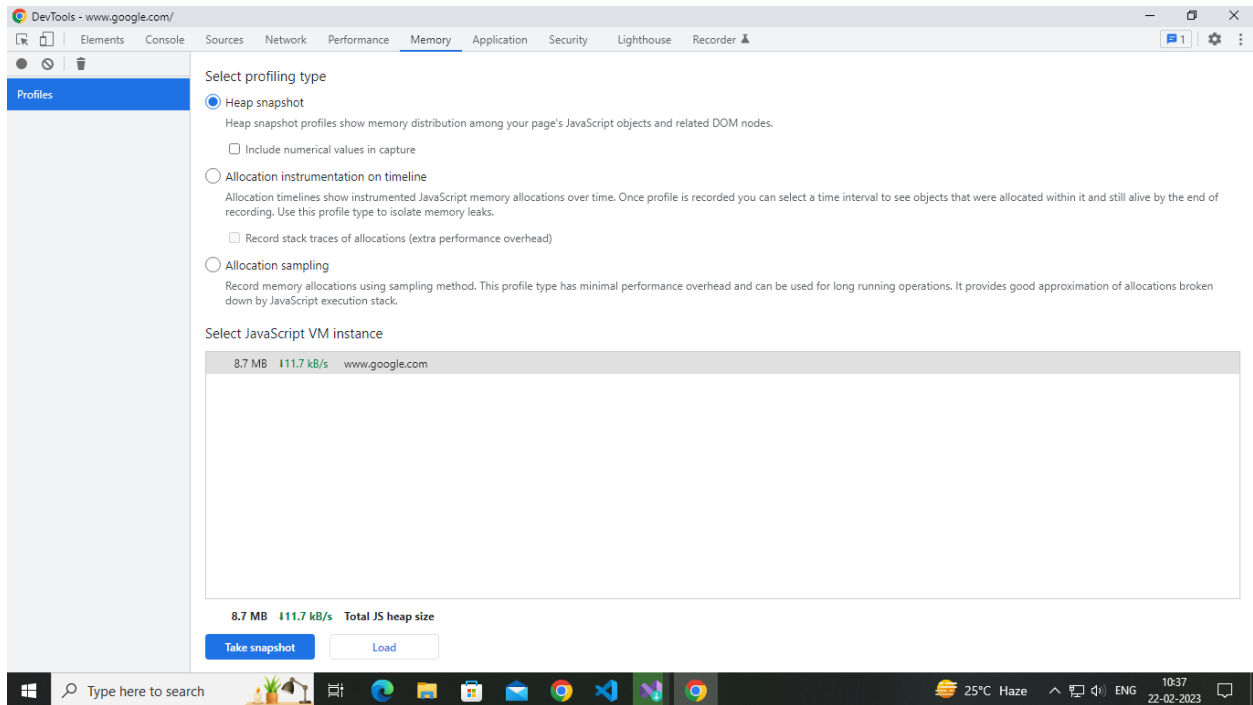 DevTools - www.google.com/
Elements Console Sources Network Performance Memory Application Security Lighthouse Recorder 1
Profiles
Select profiling type
Heap snapshot
Heap snapshot profiles show memory distribution among your page's JavaScript objects and related DOM nodes.
Include numerical values in capture
Allocation instrumentation on timeline
Allocation timelines show instrumented JavaScript memory allocations over time. Once profile is recorded you can select a time interval to see objects that were allocated within it and still alive by the end of
recording. Use this profile type to isolate memory leaks.
Record stack traces of allocations (extra performance overhead)
Allocation sampling
Record memory allocations using sampling method. This profile type has minimal performance overhead and can be used for long running operations. It provides good approximation of allocations broken
down by JavaScript execution stack.
Select JavaScript VM instance
8.7 MB ⬇11.7 kB/s www.google.com
8.7 MB ⬇11.7 kB/s Total JS heap size
Take snapshot Load
Type here to search 25°C Haze ENG 10:37
22-02-2023